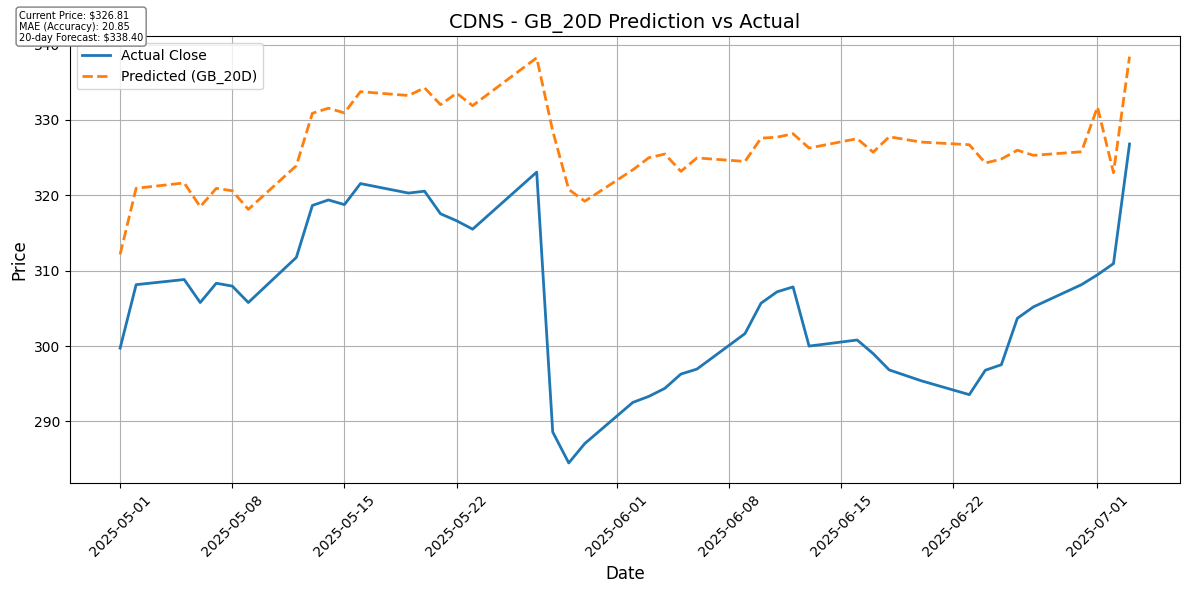 CDNS - GB_20D Prediction vs Actual
Current Price: $326.81
MAE (Accuracy): 20.85
20-day Forecast: $338.40
Actual Close
Predicted (GB_20D)
Price
340
330
320
310
300
290
2025-05-01
2025-05-08
2025-05-15
2025-05-22
2025-06-01
2025-06-08
2025-06-15
2025-06-22
2025-07-01
Date